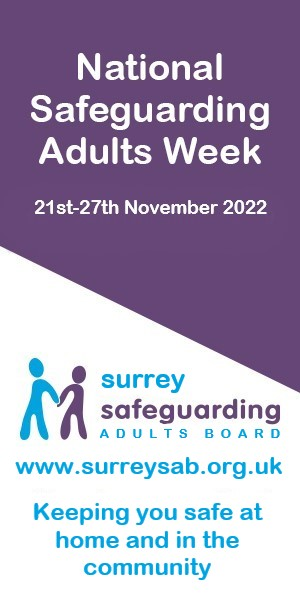 National
Safeguarding
Adults Week
21st-27th November 2022
surrey
safeguarding
ADULTS BOARD
www.surreysab.org.uk
Keeping you safe at
home and in the
community